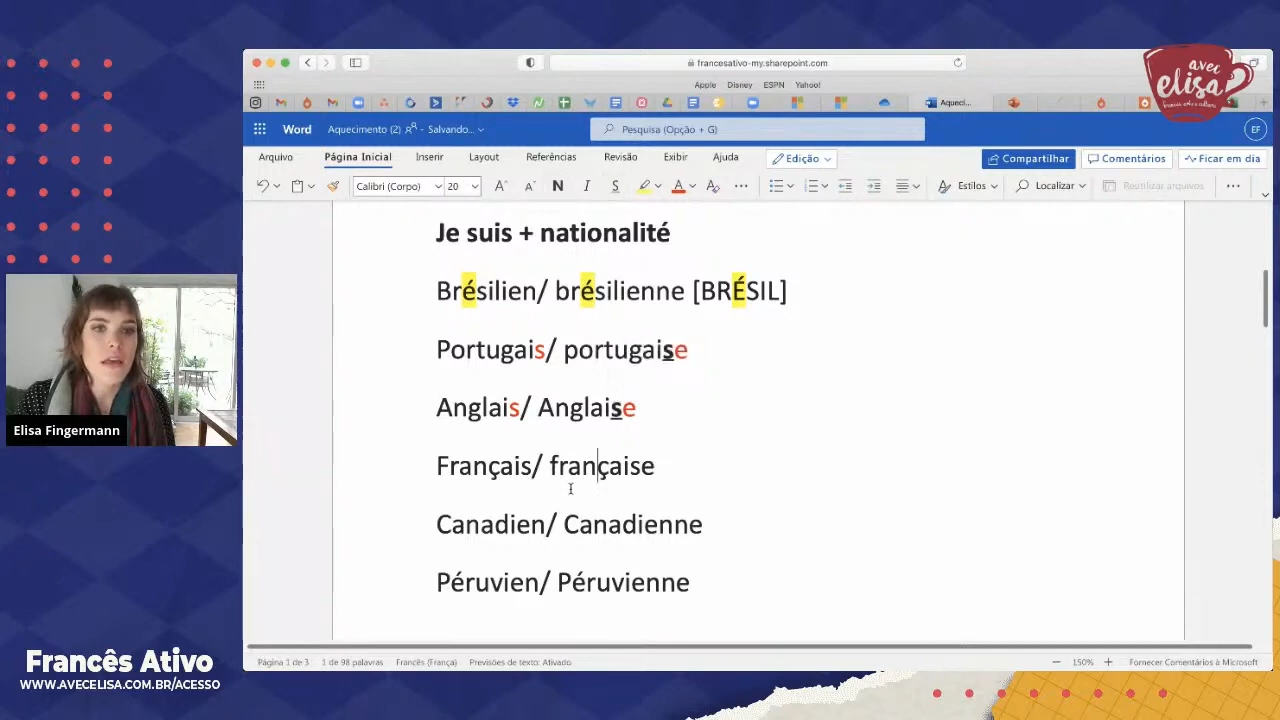 avec
elisa
francesativo-my.sharepoint.com
Apple Disney ESPN Yahoo!
Aqueci...
Word Aquecimento (2) - Salvando... Pesquisa (Opção + G) EF
Arquivo Página Inicial Inserir Layout Referências Revisão Exibir Ajuda Edição Compartilhar Comentários Ficar em dia
Calibri (Corpo) 20 N I S Estilos Localizar Reutilizar arquivos
Je suis + nationalité
Brésilien/ brésilienne [BRÉSIL]
Portugais/ portugaise
Anglais/ Anglaise
Français/ française
Canadien/ Canadienne
Péruvien/ Péruvienne
Elisa Fingermann
Página 1 de 3 1 de 98 palavras Francês (França) Previsões de texto: Ativado 150% Fornecer Comentários à Microsoft
Francês Ativo
WWW.AVECELISA.COM.BR/ACESSO